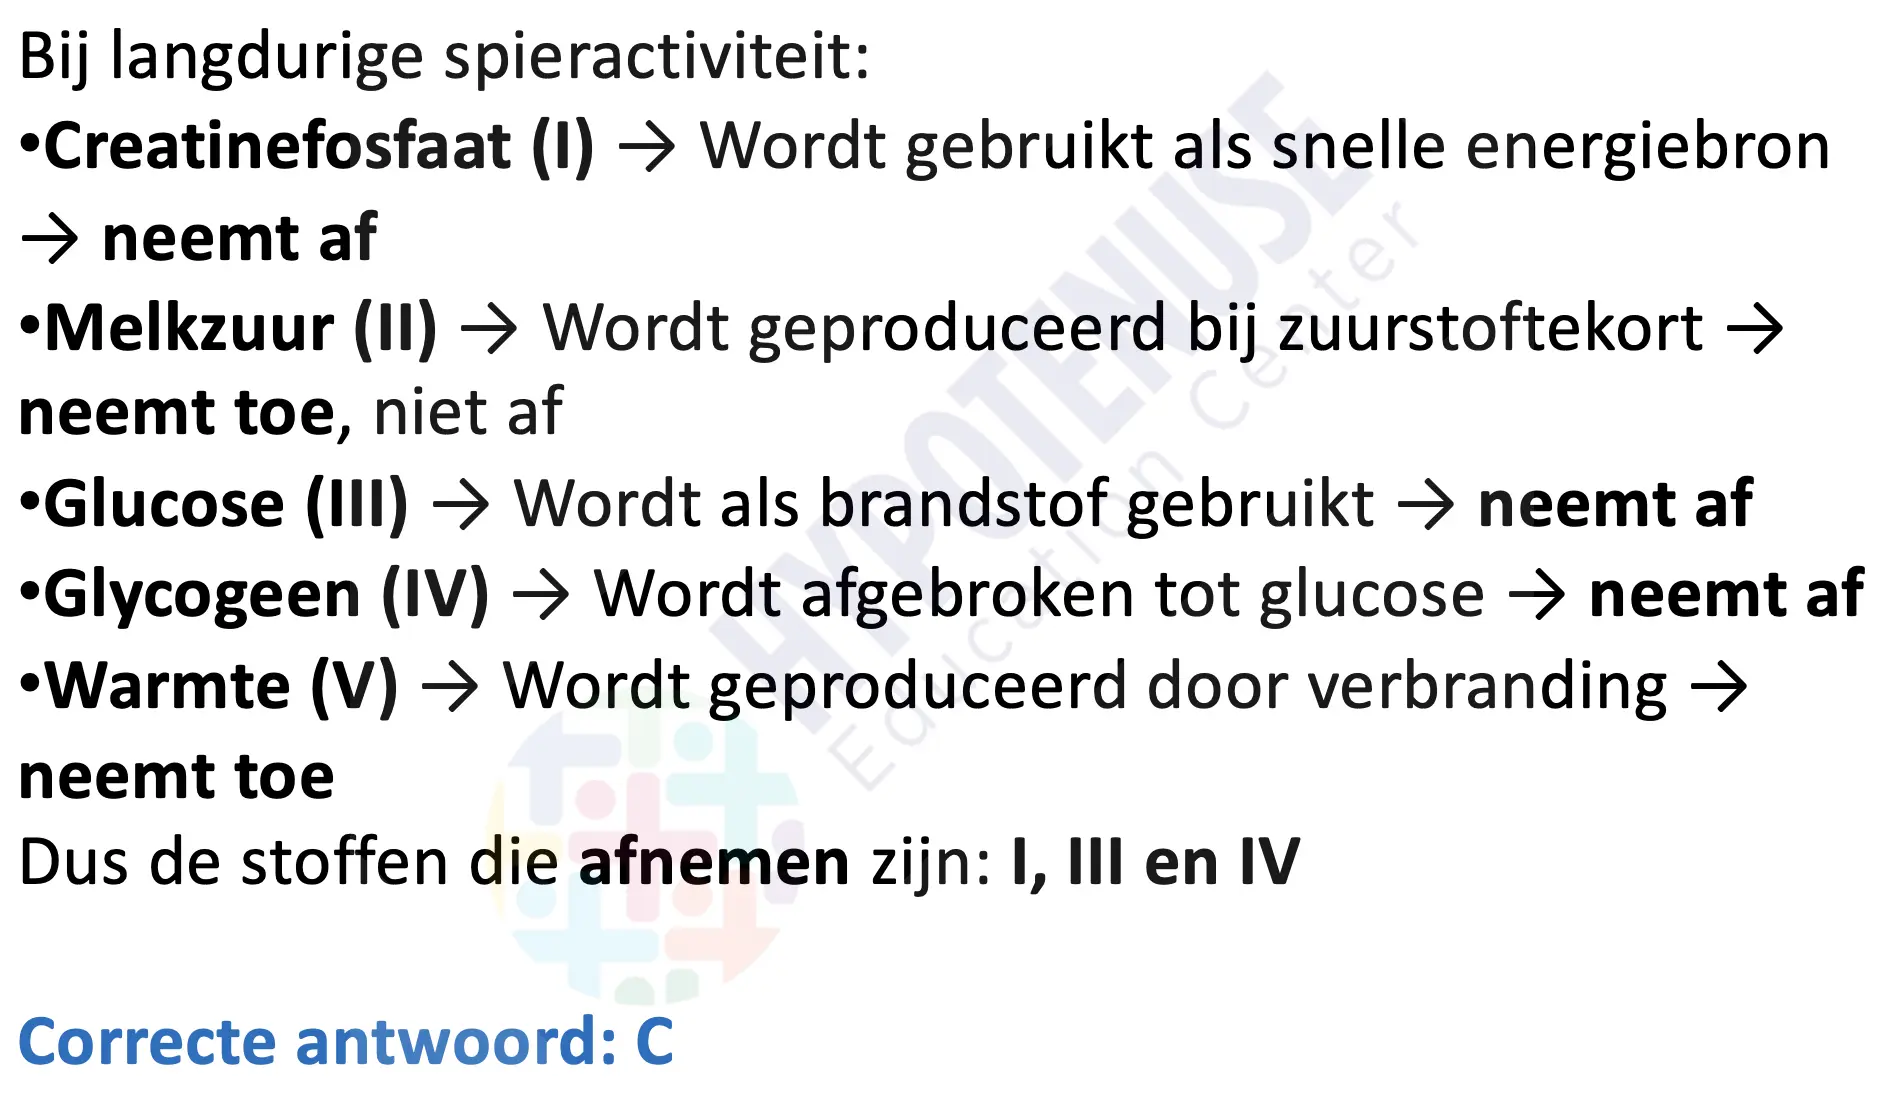 Bij langdurige spieractiviteit:
•Creatinefosfaat (I) → Wordt gebruikt als snelle energiebron
→ neemt af
•Melkzuur (II) → Wordt geproduceerd bij zuurstoftekort →
neemt toe, niet af
•Glucose (III) → Wordt als brandstof gebruikt → neemt af
•Glycogeen (IV) → Wordt afgebroken tot glucose → neemt af
•Warmte (V) → Wordt geproduceerd door verbranding →
neemt toe
Dus de stoffen die afnemen zijn: I, III en IV
Correcte antwoord: C
HYPOTENUSE
Education Center